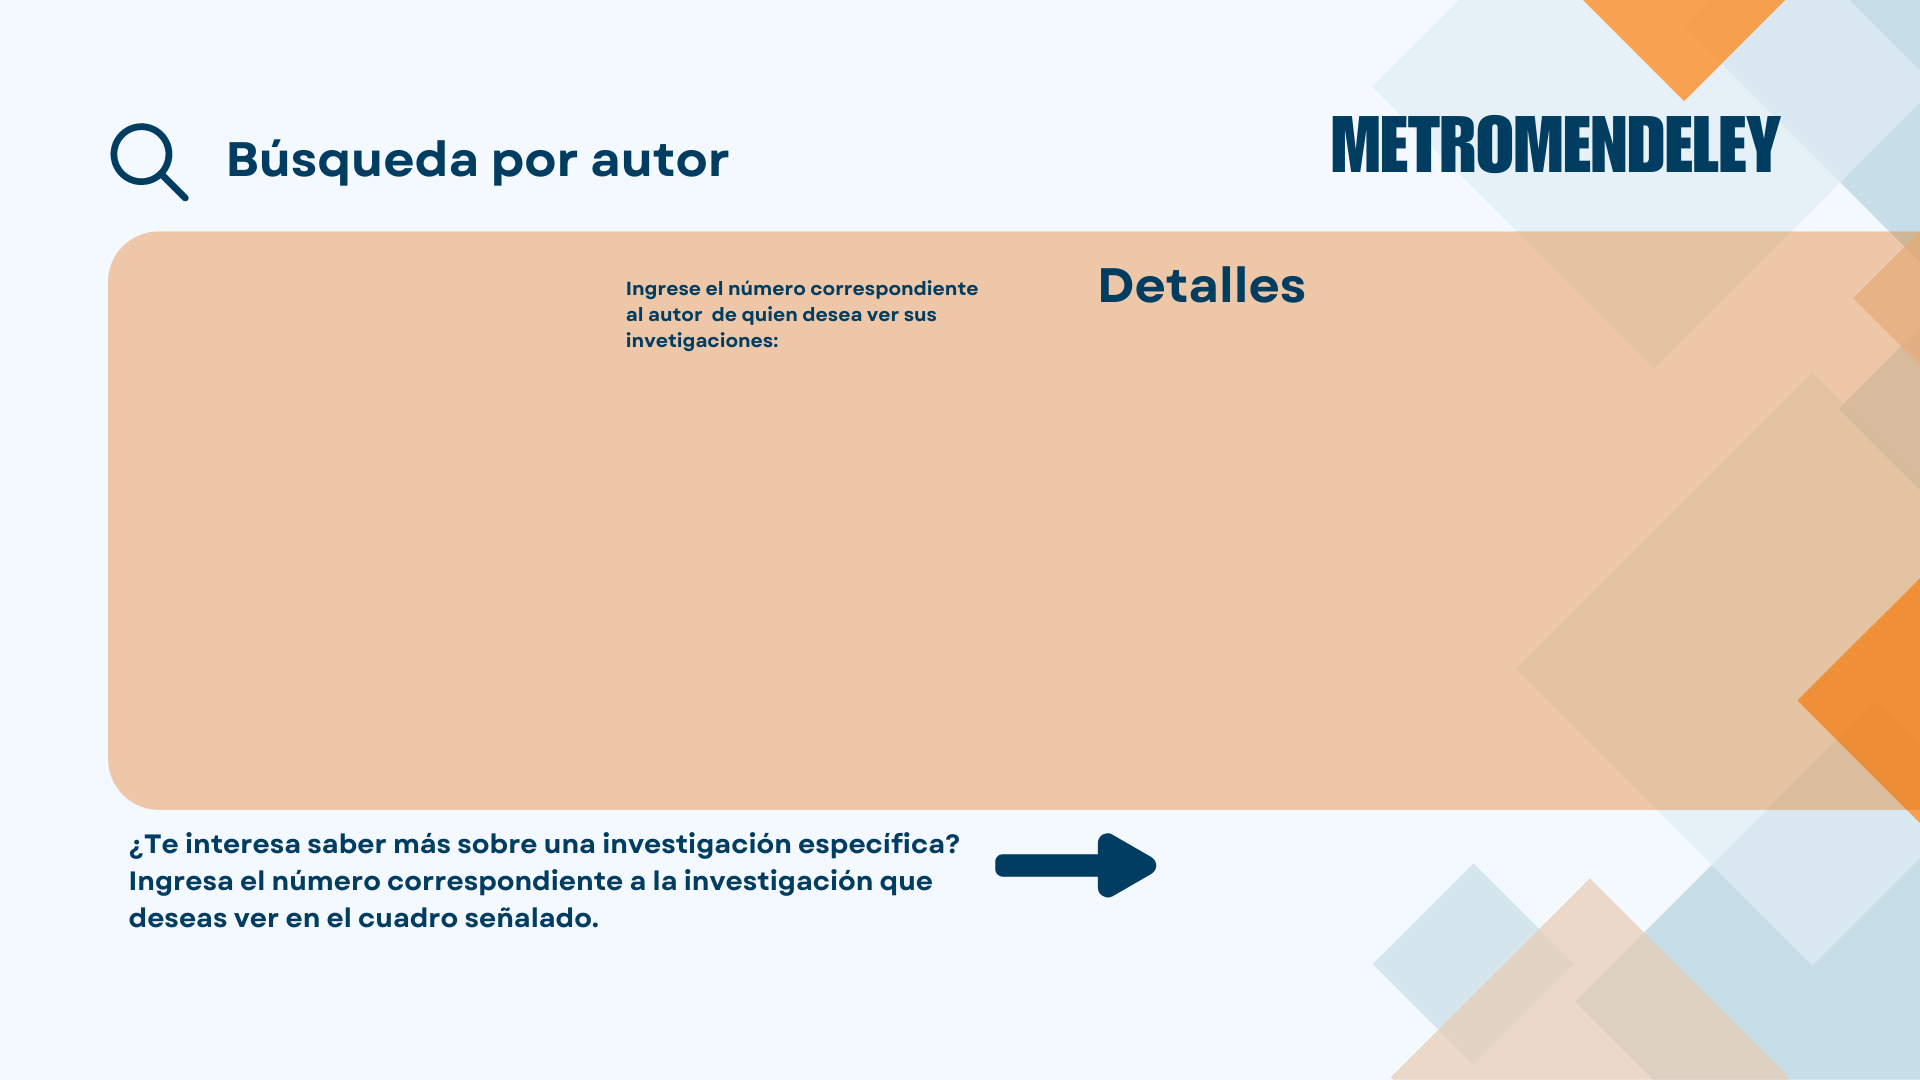 Búsqueda por autor
METROMENDELEY
Ingrese el número correspondiente
al autor  de quien desea ver sus
invetigaciones:
Detalles
¿Te interesa saber más sobre una investigación específica?
Ingresa el número correspondiente a la investigación que
deseas ver en el cuadro señalado.